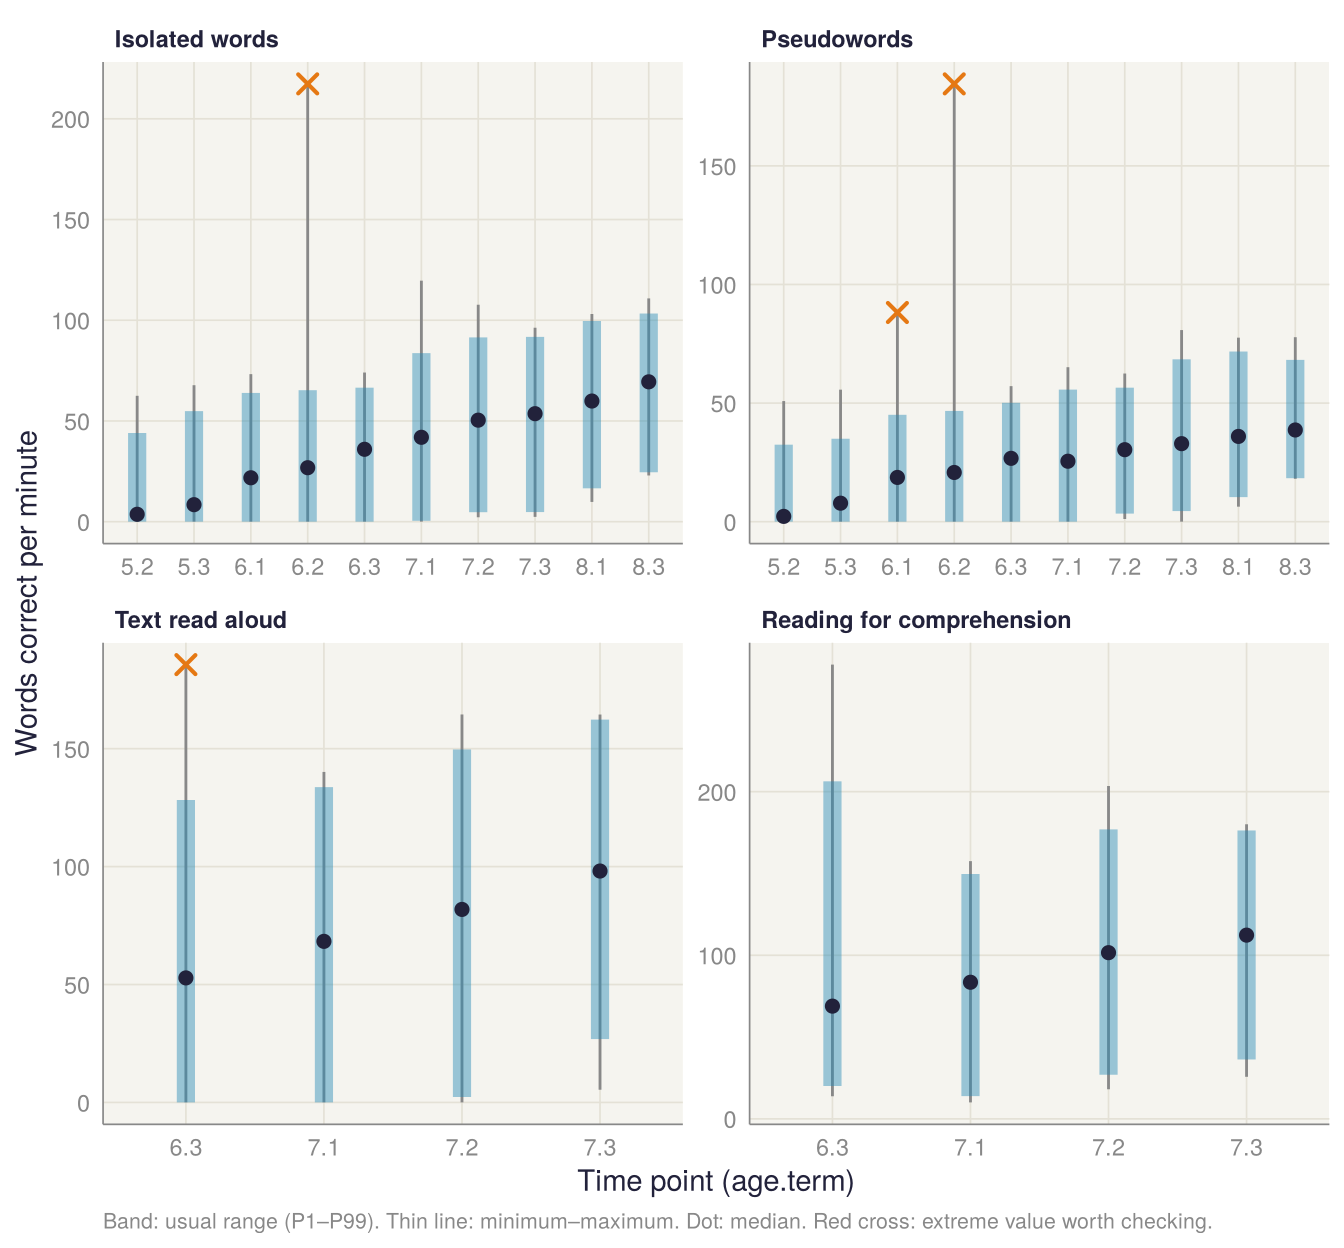 Isolated words
Pseudowords
200
150
100
50
0
5.2 5.3 6.1 6.2 6.3 7.1 7.2 7.3 8.1 8.3
150
100
50
0
5.2 5.3 6.1 6.2 6.3 7.1 7.2 7.3 8.1 8.3
Words correct per minute
Text read aloud
Reading for comprehension
150
100
50
0
6.3 7.1 7.2 7.3
200
100
0
6.3 7.1 7.2 7.3
Time point (age.term)
Band: usual range (P1–P99). Thin line: minimum–maximum. Dot: median. Red cross: extreme value worth checking.